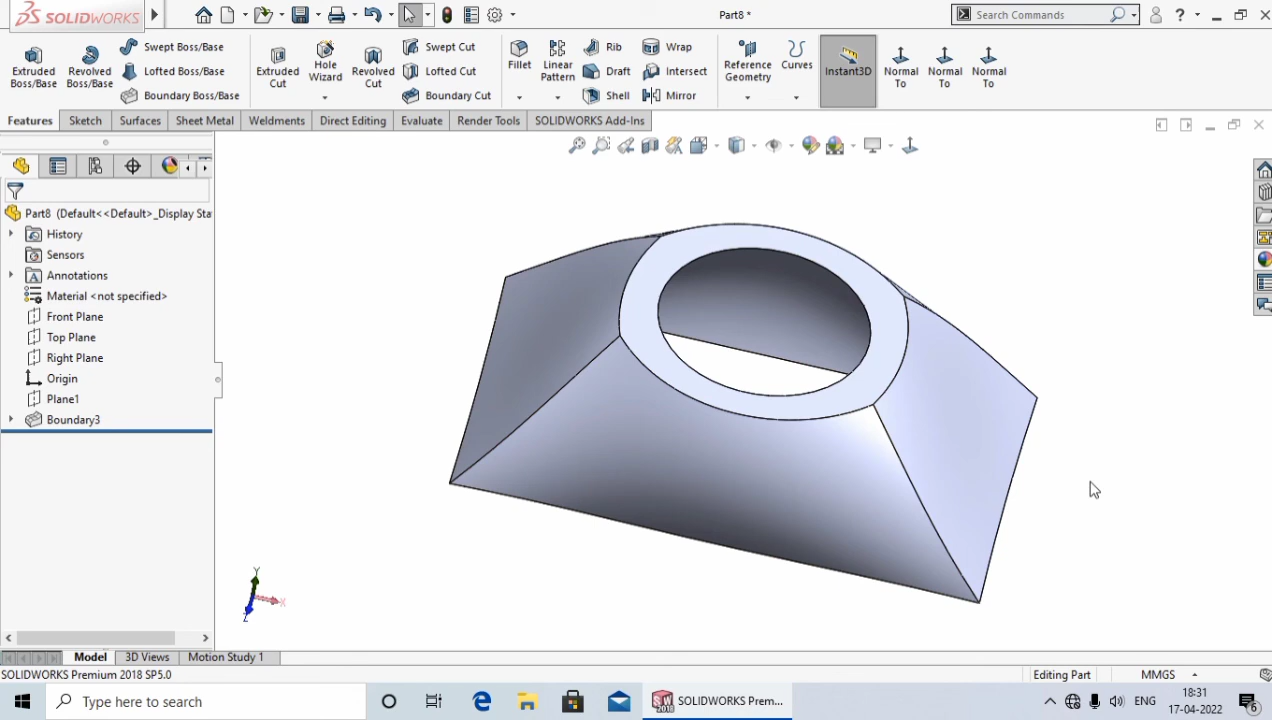 SOLIDWORKS
Part8 *
Search Commands
Extruded Boss/Base
Revolved Boss/Base
Swept Boss/Base
Lofted Boss/Base
Boundary Boss/Base
Extruded Cut
Hole Wizard
Revolved Cut
Swept Cut
Lofted Cut
Boundary Cut
Fillet
Linear Pattern
Rib
Draft
Shell
Wrap
Intersect
Mirror
Reference Geometry
Curves
Instant3D
Normal To
Normal To
Normal To
Features
Sketch
Surfaces
Sheet Metal
Weldments
Direct Editing
Evaluate
Render Tools
SOLIDWORKS Add-Ins
Part8 (Default<<Default>_Display Sta
History
Sensors
Annotations
Material <not specified>
Front Plane
Top Plane
Right Plane
Origin
Plane1
Boundary3
Y
X
Z
Model
3D Views
Motion Study 1
SOLIDWORKS Premium 2018 SP5.0
Editing Part
MMGS
Type here to search
SOLIDWORKS Prem...
ENG
18:31
17-04-2022
6